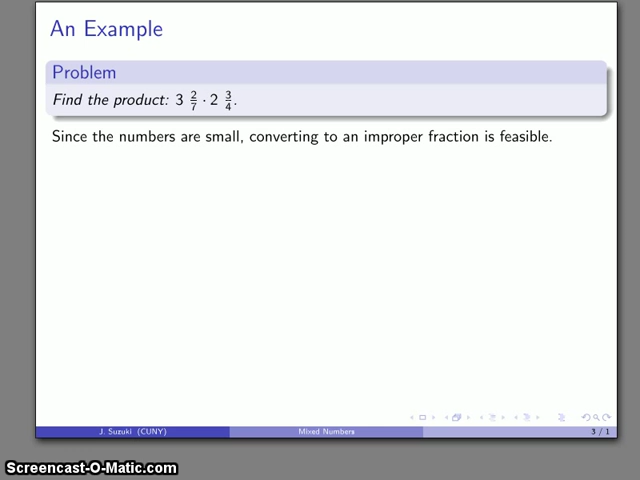 An Example
Problem
Find the product: 3 2/7 · 2 3/4.
Since the numbers are small, converting to an improper fraction is feasible.
J. Suzuki (CUNY) Mixed Numbers 3 / 1
Screencast-O-Matic.com